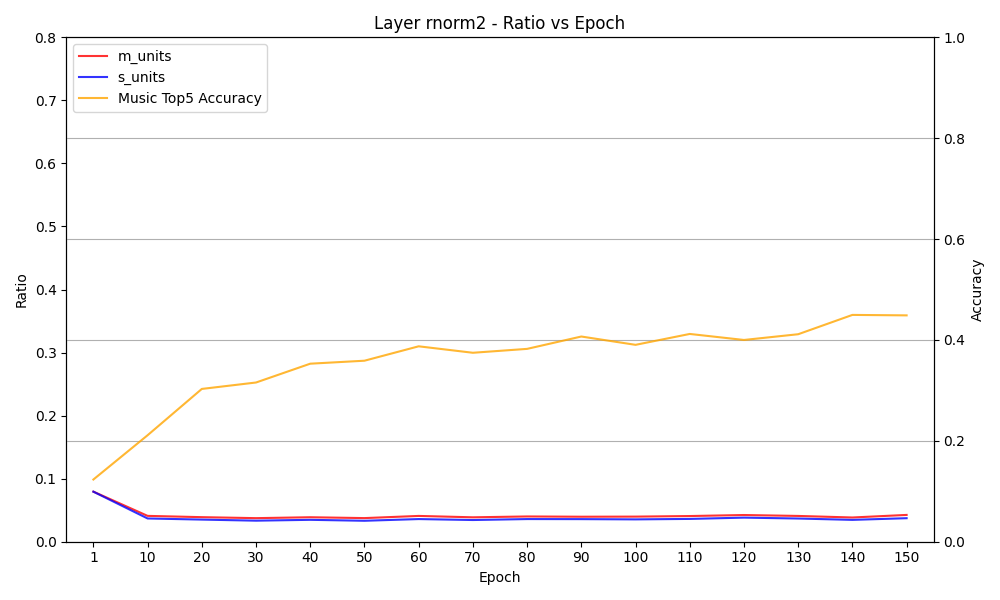 Layer rnorm2 - Ratio vs Epoch
m_units
s_units
Music Top5 Accuracy
Ratio
0.8
0.7
0.6
0.5
0.4
0.3
0.2
0.1
0.0
1.0
0.8
0.6
0.4
0.2
0.0
Accuracy
1 10 20 30 40 50 60 70 80 90 100 110 120 130 140 150
Epoch